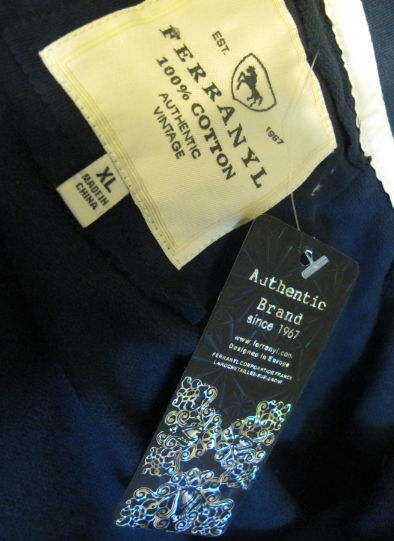 EST. 1967
FERRANYL
100% COTTON
AUTHENTIC
VINTAGE
XL
MADE IN
CHINA
Authentic
Brand
since 1967
www.ferranyl.com
Designed in Europe
FERRANYL CORPORATION FRANCE